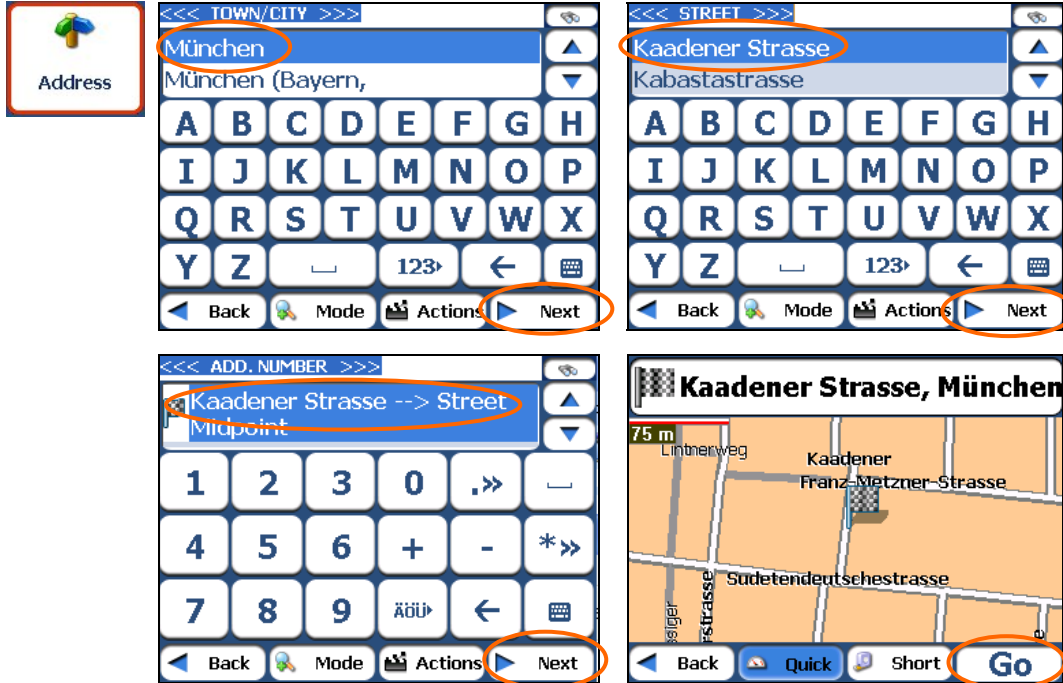 Address
<<< TOWN/CITY >>>
München
München (Bayern,
A B C D E F G H
I J K L M N O P
Q R S T U V W X
Y Z 123
Back Mode Actions Next
<<< STREET >>>
Kaadener Strasse
Kabastastrasse
A B C D E F G H
I J K L M N O P
Q R S T U V W X
Y Z 123
Back Mode Actions Next
<<< ADD. NUMBER >>>
Kaadener Strasse --> Street
Midpoint
1 2 3 0 .»
4 5 6 + - *»
7 8 9 ÄÖÜ
Back Mode Actions Next
Kaadener Strasse, München
75 m
Lintnerweg
Kaadener
Franz-Metzner-Strasse
Sudetendeutschestrasse
ssiger
rstrasse
e
Back Quick Short Go